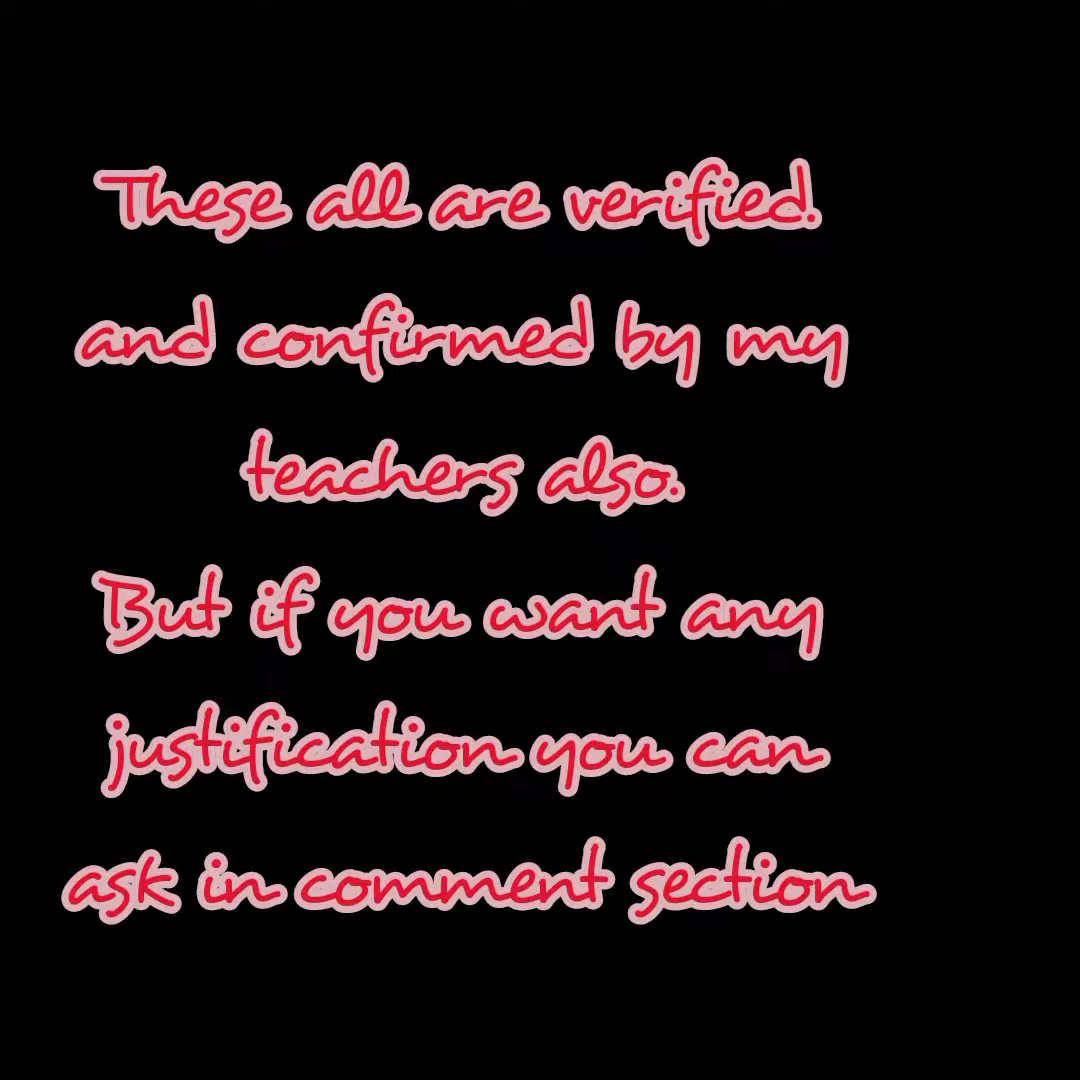 These all are verified.
and confirmed by my
teachers also.
But if you want any
justification you can
ask in comment section